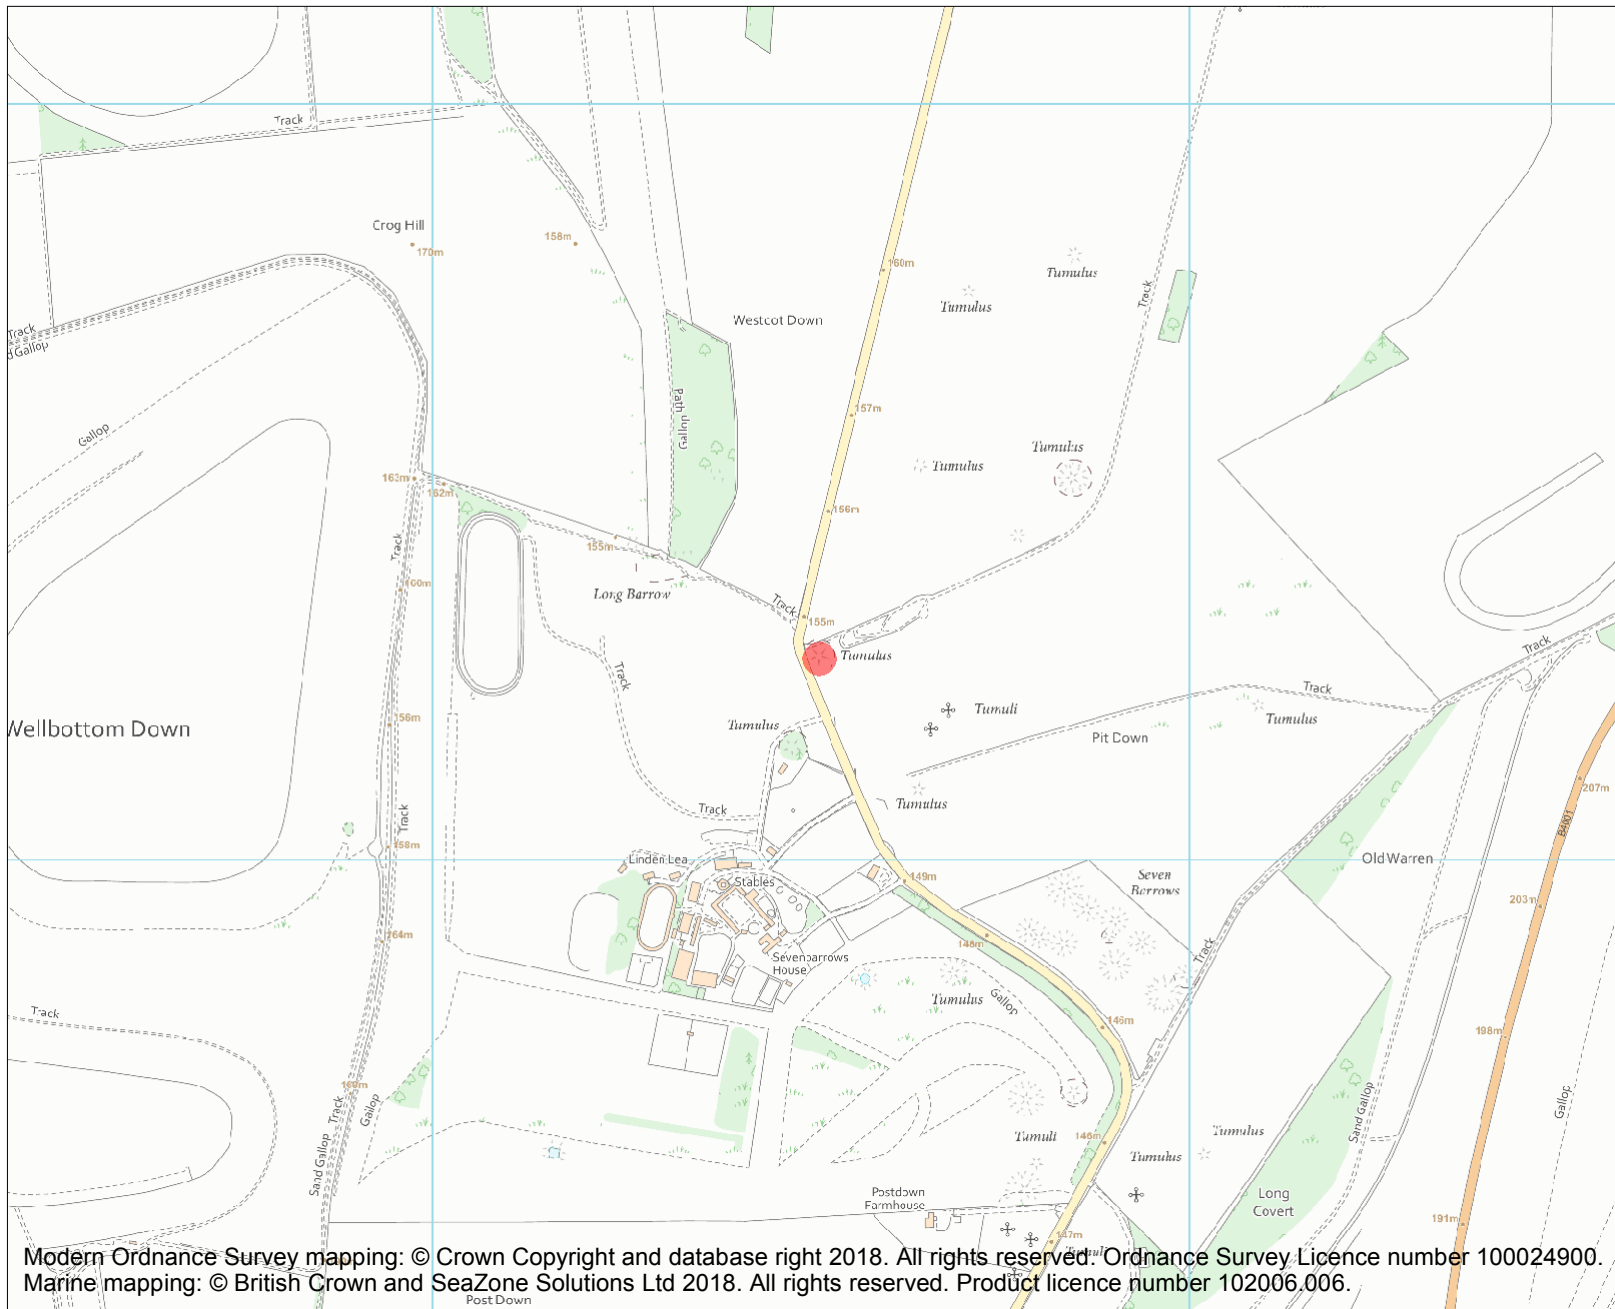 Track
Crog Hill
170m
158m
160m
Tumulus
Tumulus
Track
Track
Westcot Down
d Gallop
Path
Gallop
157m
Gallop
Tumulus
Tumulus
163m
162m
156m
155m
Track
160m
Long Barrow
Track
155m
Tumulus
Track
Track
Track
156m
Tumuli
Tumulus
Tumulus
Wellbottom Down
Pit Down
207m
Tumulus
Track
Track
B4001
158m
Linden Lea
Old Warren
149m
Stables
Seven
Barrows
203m
164m
148m
Track
Sevenbarrows
House
Tumulus
Gallop
Track
146m
198m
Track
Gallop
Sand Gallop
Gallop
Tumuli
146m
Tumulus
Tumulus
Sand Gallop
Postdown
Farmhouse
Long
Covert
191m
147m
Tumuli
Modern Ordnance Survey mapping: © Crown Copyright and database right 2018. All rights reserved. Ordnance Survey Licence number 100024900.
Marine mapping: © British Crown and SeaZone Solutions Ltd 2018. All rights reserved. Product licence number 102006.006.
Post Down